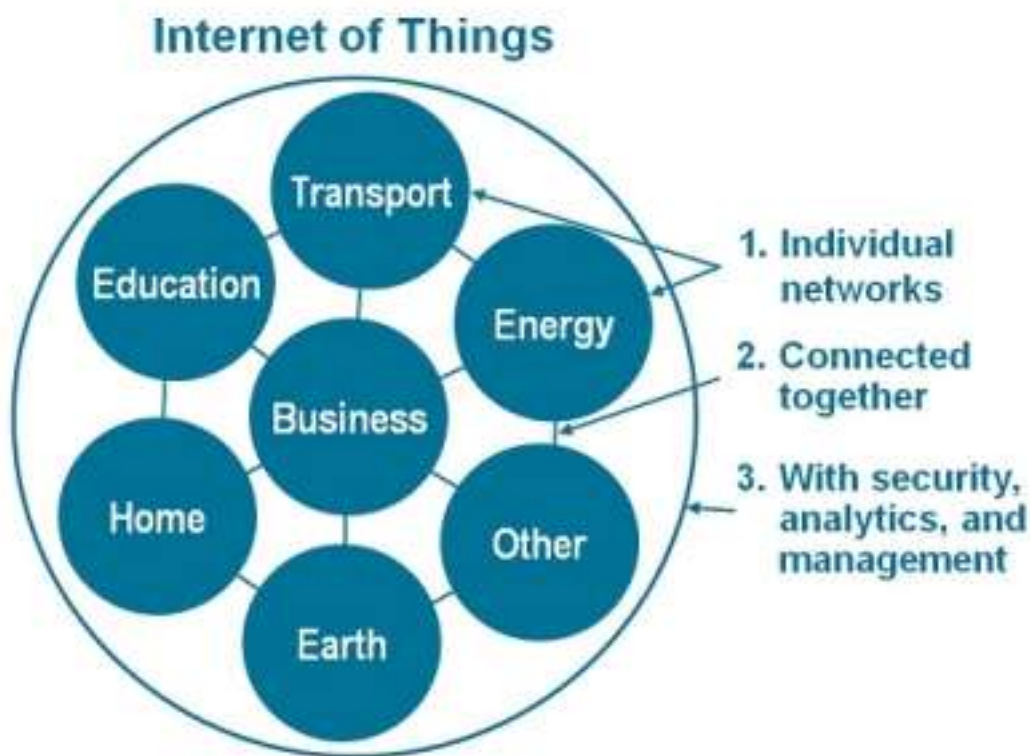 Internet of Things
Transport
Education
Energy
Business
Home
Other
Earth
1. Individual
networks
2. Connected
together
3. With security,
analytics, and
management